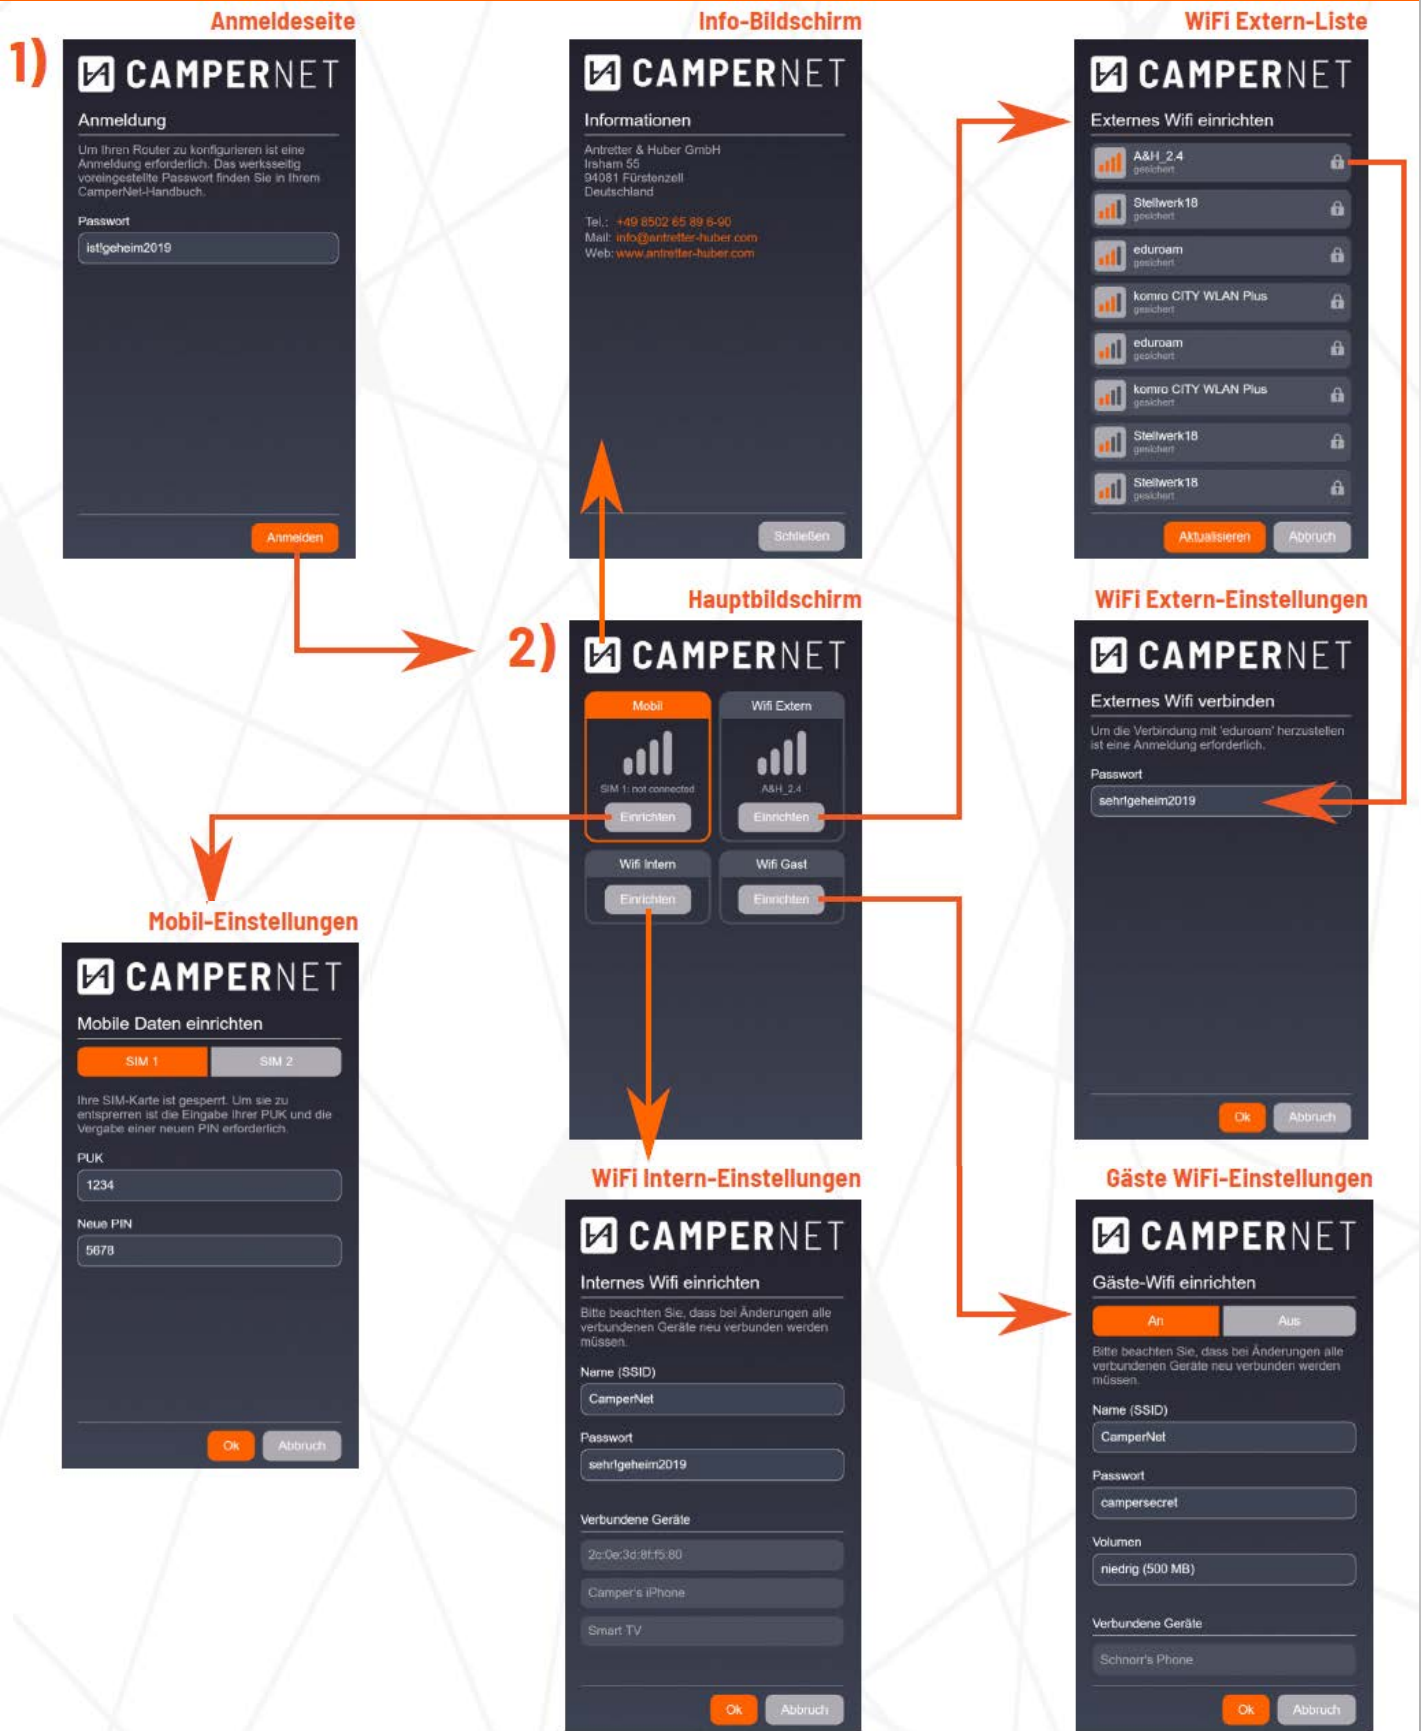 Anmeldeseite
1)
CAMPERNET
Anmeldung
Um Ihren Router zu konfigurieren ist eine
Anmeldung erforderlich. Das werksseitig
voreingestellte Passwort finden Sie in Ihrem
CamperNet-Handbuch.
Passwort
ist!geheim2019
Anmelden
Info-Bildschirm
CAMPERNET
Informationen
Antretter & Huber GmbH
Irsham 55
94081 Fürstenzell
Deutschland
Tel.: +49 8502 65 89 6-90
Mail: info@antretter-huber.com
Web: www.antretter-huber.com
Schließen
WiFi Extern-Liste
CAMPERNET
Externes Wifi einrichten
A&H_2.4
gesichert
Stellwerk18
gesichert
eduroam
gesichert
komro CITY WLAN Plus
gesichert
eduroam
gesichert
komro CITY WLAN Plus
gesichert
Stellwerk18
gesichert
Stellwerk18
gesichert
Aktualisieren Abbruch
Hauptbildschirm
2)
CAMPERNET
Mobil Wifi Extern
SIM 1: not connected A&H_2.4
Einrichten Einrichten
Wifi Intern Wifi Gast
Einrichten Einrichten
WiFi Extern-Einstellungen
CAMPERNET
Externes Wifi verbinden
Um die Verbindung mit 'eduroam' herzustellen
ist eine Anmeldung erforderlich.
Passwort
sehr!geheim2019
Ok Abbruch
Mobil-Einstellungen
CAMPERNET
Mobile Daten einrichten
SIM 1 SIM 2
Ihre SIM-Karte ist gesperrt. Um sie zu
entsprerren ist die Eingabe Ihrer PUK und die
Vergabe einer neuen PIN erforderlich.
PUK
1234
Neue PIN
5678
Ok Abbruch
WiFi Intern-Einstellungen
CAMPERNET
Internes Wifi einrichten
Bitte beachten Sie, dass bei Änderungen alle
verbundenen Geräte neu verbunden werden
müssen.
Name (SSID)
CamperNet
Passwort
sehr!geheim2019
Verbundene Geräte
2c:0e:3d:8f:f5:80
Camper's iPhone
Smart TV
Ok Abbruch
Gäste WiFi-Einstellungen
CAMPERNET
Gäste-Wifi einrichten
An Aus
Bitte beachten Sie, dass bei Änderungen alle
verbundenen Geräte neu verbunden werden
müssen.
Name (SSID)
CamperNet
Passwort
campersecret
Volumen
niedrig (500 MB)
Verbundene Geräte
Schnorr's Phone
Ok Abbruch